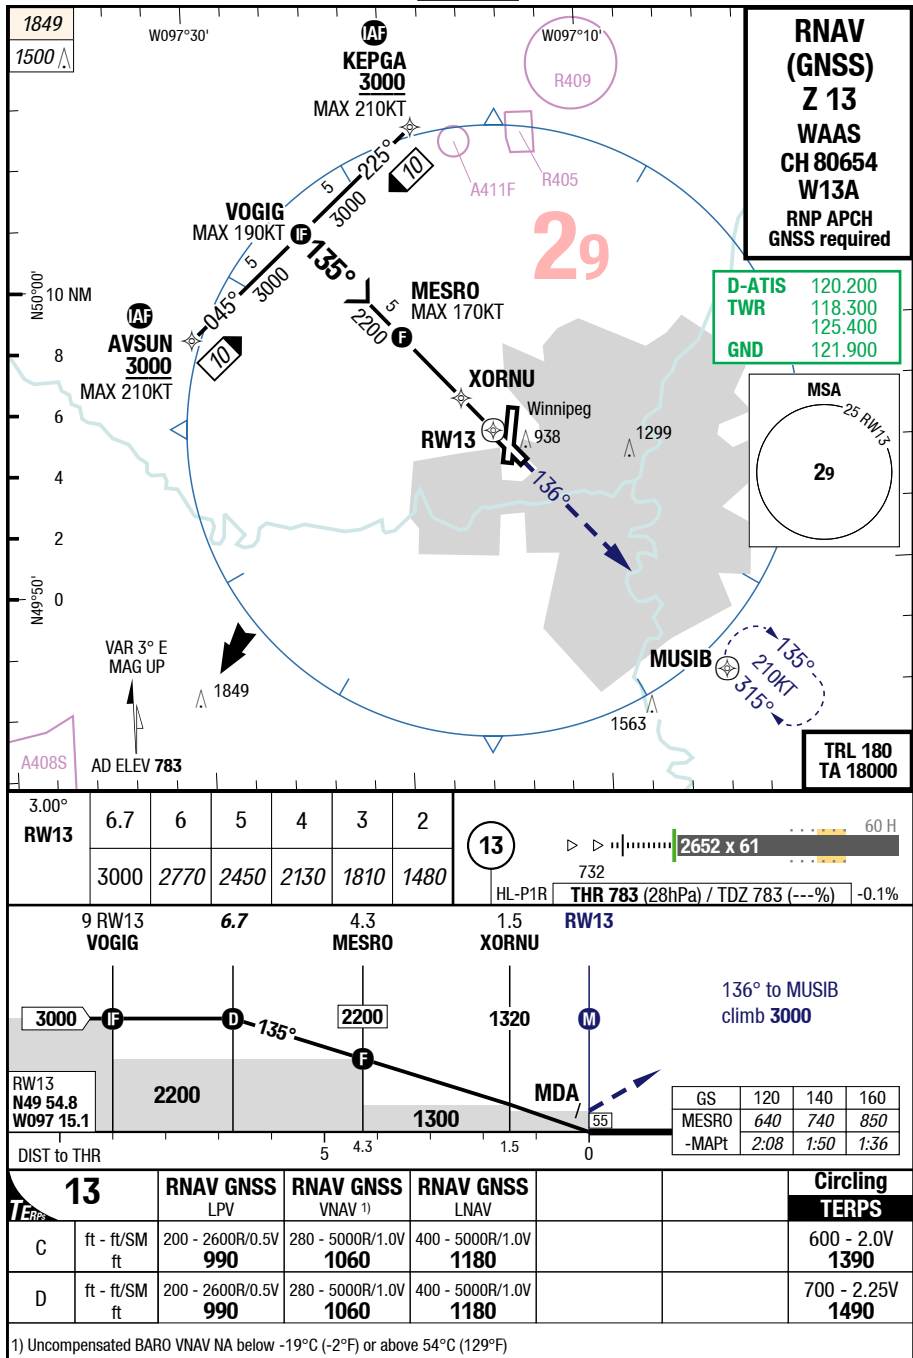 1849
1500
W097°30'
W097°10'
IAF
KEPGA
3000
MAX 210KT
R409
RNAV
(GNSS)
Z 13
WAAS
CH 80654
W13A
RNP APCH
GNSS required
225°
10
A411F
R405
5
3000
VOGIG
MAX 190KT
IF
135°
29
5
3000
045°
10
N50°00'
10 NM
MESRO
MAX 170KT
5
2200
F
D-ATIS 120.200
TWR 118.300
125.400
GND 121.900
IAF
AVSUN
3000
MAX 210KT
8
6
4
2
0
N49°50'
XORNU
RW13
Winnipeg
938
1299
136°
MSA
25 RW13
29
VAR 3° E
MAG UP
AD ELEV 783
1849
A408S
MUSIB
135°
210KT
315°
1563
TRL 180
TA 18000
3.00°
RW13
6.7 6 5 4 3 2
3000 2770 2450 2130 1810 1480
13
HL-P1R
732
2652 x 61
60 H
THR 783 (28hPa) / TDZ 783 (---%)
-0.1%
9 RW13
VOGIG
6.7
4.3
MESRO
1.5
XORNU
RW13
3000
IF
D
135°
2200
F
1320
M
136° to MUSIB
climb 3000
RW13
N49 54.8
W097 15.1
2200
1300
MDA
55
DIST to THR
5
4.3
1.5
0
GS 120 140 160
MESRO 640 740 850
-MAPt 2:08 1:50 1:36
TERPS
13
RNAV GNSS
LPV
RNAV GNSS
VNAV 1)
RNAV GNSS
LNAV
Circling
TERPS
C
ft - ft/SM
ft
200 - 2600R/0.5V
990
280 - 5000R/1.0V
1060
400 - 5000R/1.0V
1180
600 - 2.0V
1390
D
ft - ft/SM
ft
200 - 2600R/0.5V
990
280 - 5000R/1.0V
1060
400 - 5000R/1.0V
1180
700 - 2.25V
1490
1) Uncompensated BARO VNAV NA below -19°C (-2°F) or above 54°C (129°F)